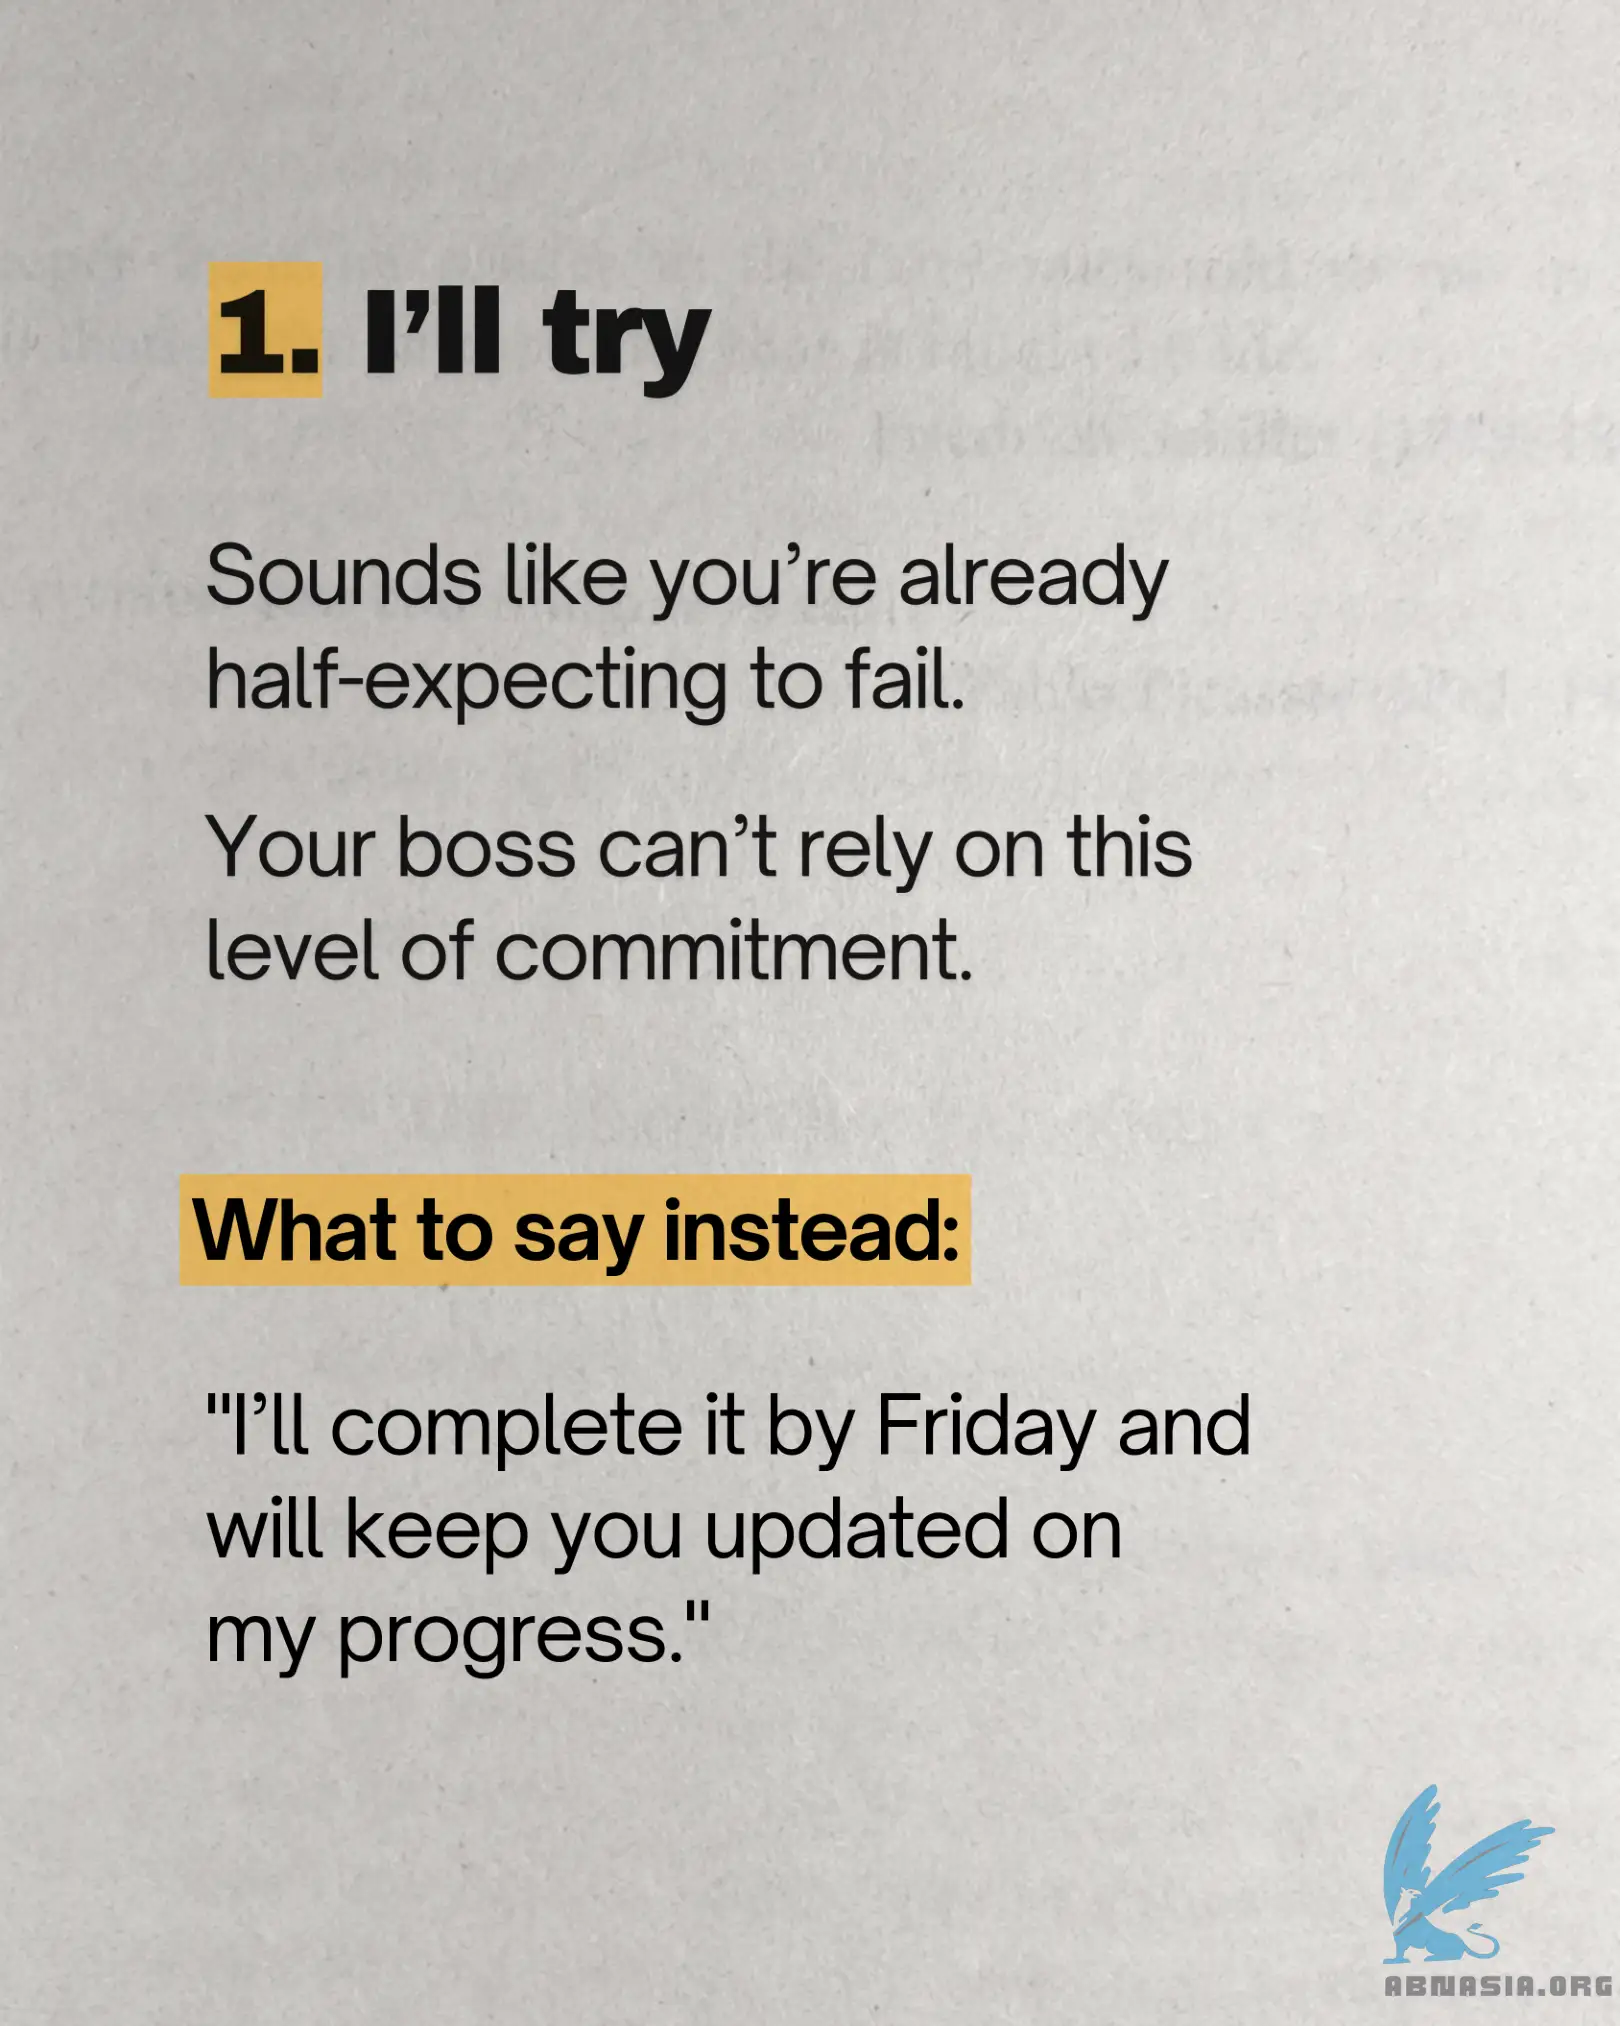 1. I’ll try
Sounds like you’re already
half-expecting to fail.
Your boss can’t rely on this
level of commitment.
What to say instead:
"I’ll complete it by Friday and
will keep you updated on
my progress."
ABNASIA.ORG